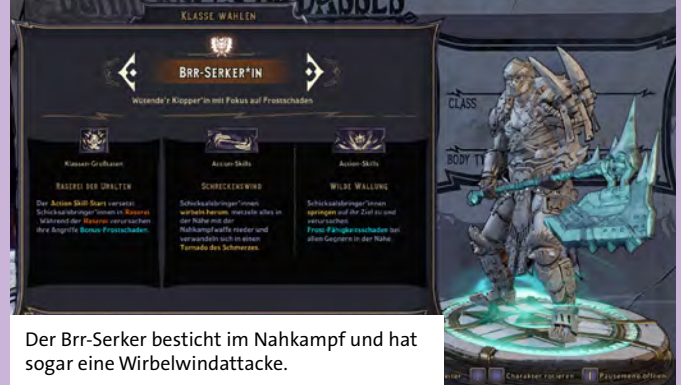 KLASSE WÄHLEN
BRR-SERKER*IN
Wütende*r Klopper*in mit Fokus auf Frostschaden
Klassen-Großtaten
RASEREI DER URALTEN
Der Action Skill-Start versetzt
Schicksalsbringer*innen in Raserei
Während der Raserei verursachen
ihre Angriffe Bonus-Frostschaden.
Action-Skills
SCHRECKENSWIND
Schicksalsbringer*innen
wirbeln herum, metzeln alles in
der Nähe mit der
Nahkampfwaffe nieder und
verwandeln sich in einen
Tornado des Schmerzes.
Action-Skills
WILDE WALLUNG
Schicksalsbringer*innen
springen auf ihr Ziel zu und
verursachen
Frost-Fähigkeitsschaden bei
allen Gegnern in der Nähe.
CLASS
BODY TY
Charakter rotieren
Pausemenü öffnen
Der Brr-Serker besticht im Nahkampf und hat
sogar eine Wirbelwindattacke.